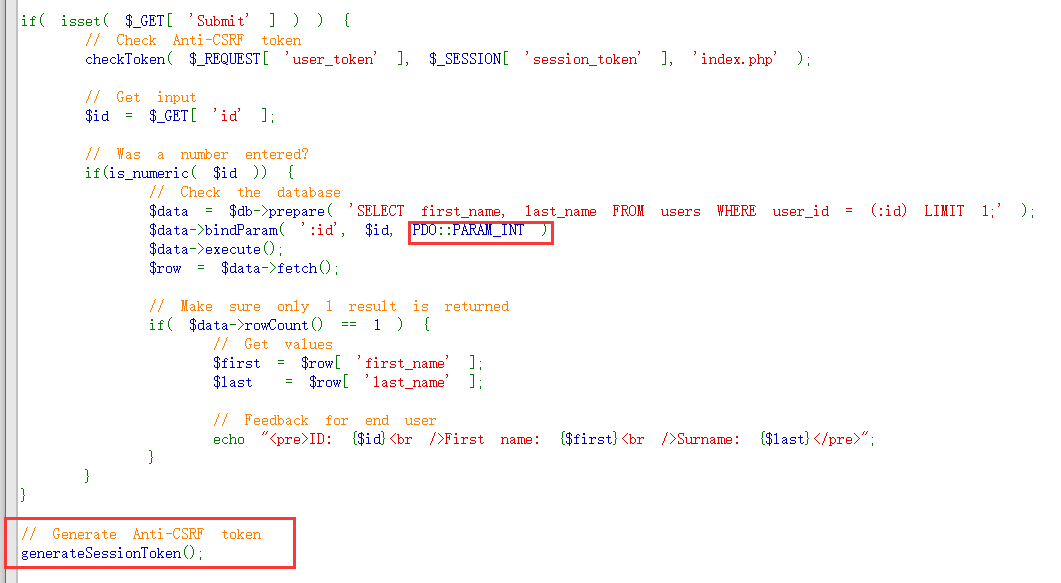 if( isset( $_GET[ 'Submit' ] ) ) {
// Check Anti-CSRF token
checkToken( $_REQUEST[ 'user_token' ], $_SESSION[ 'session_token' ], 'index.php' );
// Get input
$id = $_GET[ 'id' ];
// Was a number entered?
if(is_numeric( $id )) {
// Check the database
$data = $db->prepare( 'SELECT first_name, last_name FROM users WHERE user_id = (:id) LIMIT 1;' );
$data->bindParam( ':id', $id, PDO::PARAM_INT )
$data->execute();
$row = $data->fetch();
// Make sure only 1 result is returned
if( $data->rowCount() == 1 ) {
// Get values
$first = $row[ 'first_name' ];
$last = $row[ 'last_name' ];
// Feedback for end user
echo "<pre>ID: {$id}<br />First name: {$first}<br />Surname: {$last}</pre>";
}
}
}
// Generate Anti-CSRF token
generateSessionToken();